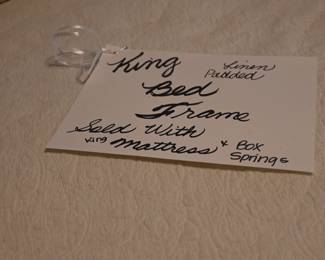 King Linen Padded
Bed
Frame
Sold With
King Mattress & Box Springs